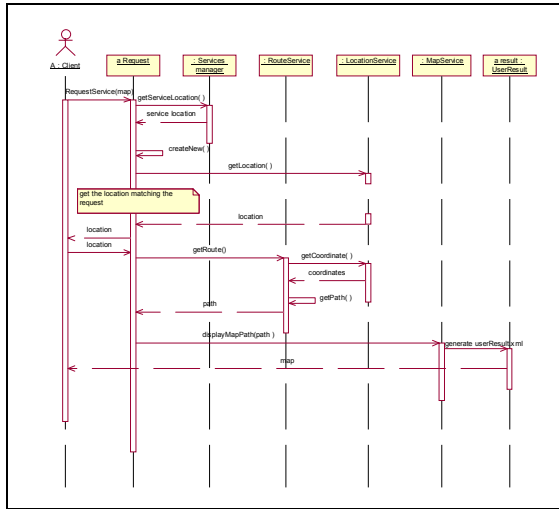 A : Client
a Request
: Services
manager
: RouteService
: LocationService
: MapService
a result :
UserResult
RequestService(map)
getServiceLocation( )
service location
createNew( )
getLocation( )
get the location matching the
request
location
location
location
getRoute()
getCoordinate( )
coordinates
getPath( )
path
displayMapPath(path )
generate userResult.xml
map